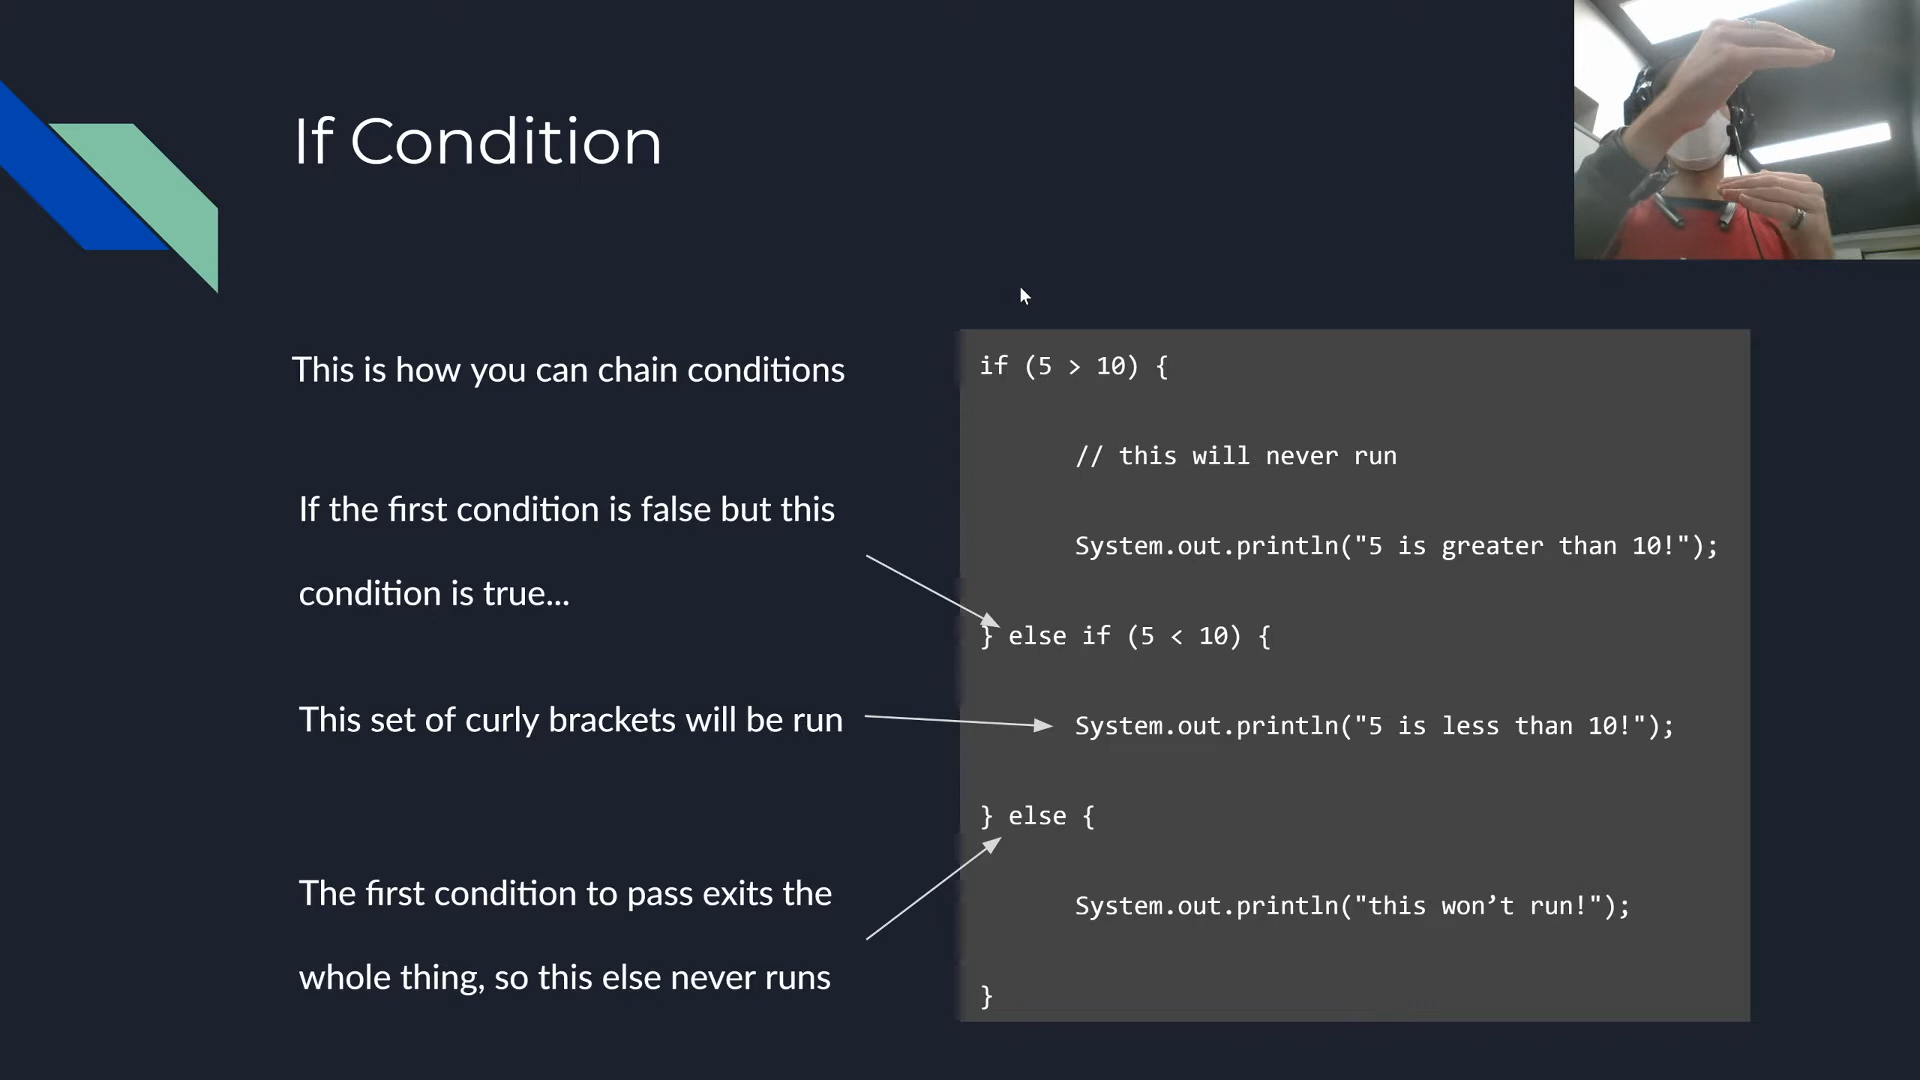 If Condition
This is how you can chain conditions
If the first condition is false but this
condition is true...
This set of curly brackets will be run
The first condition to pass exits the
whole thing, so this else never runs
if (5 > 10) {
// this will never run
System.out.println("5 is greater than 10!");
} else if (5 < 10) {
System.out.println("5 is less than 10!");
} else {
System.out.println("this won’t run!");
}